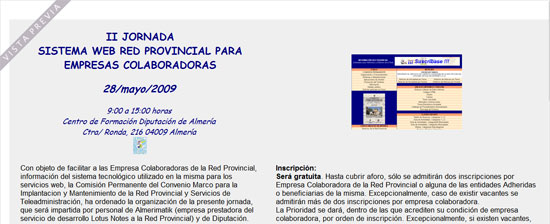 VISTA PREVIA
II JORNADA
SISTEMA WEB RED PROVINCIAL PARA
EMPRESAS COLABORADORAS
28/mayo/2009
9:00 a 15:00 horas
Centro de Formación Diputación de Almería
Ctra/ Ronda, 216 04009 Almería
Suscríbase !!!
Con objeto de facilitar a las Empresa Colaboradoras de la Red Provincial,
información del sistema tecnológico utilizado en la misma para los
servicios web, la Comisión Permanente del Convenio Marco para la
Implantacion y Mantenimiento de la Red Provincial y Servicios de
Teleadministración, ha ordenado la organización de la presente jornada,
que será impartida por personal de Almerimatik (empresa prestadora del
servicio de desarrollo Lotus Notes a la Red Provincial) y de Diputación.
Inscripción:
Será gratuita. Hasta cubrir aforo, sólo se admitirán dos inscripciones por
Empresa Colaboradora de la Red Provincial o alguna de las entidades Adheridas
o beneficiarias de la misma. Excepcionalmente, caso de existir vacantes se
admitirán más de dos inscripciones por empresa colaboradora.
La Prioridad se dará, dentro de las que acrediten su condición de empresa
colaboradora, por orden de inscripción. Excepcionalmente, si existen vacantes,